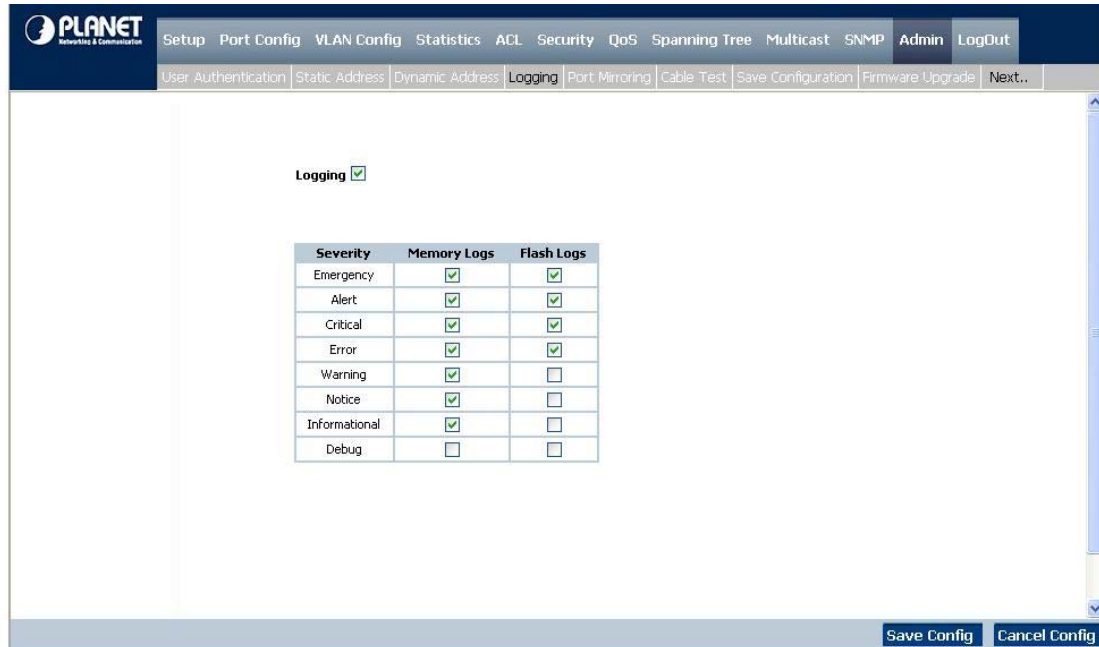 PLANET
Networking & Communication
Setup Port Config VLAN Config Statistics ACL Security QoS Spanning Tree Multicast SNMP Admin LogOut
User Authentication Static Address Dynamic Address Logging Port Mirroring Cable Test Save Configuration Firmware Upgrade Next..
Logging
Severity Memory Logs Flash Logs
Emergency
Alert
Critical
Error
Warning
Notice
Informational
Debug
Save Config Cancel Config